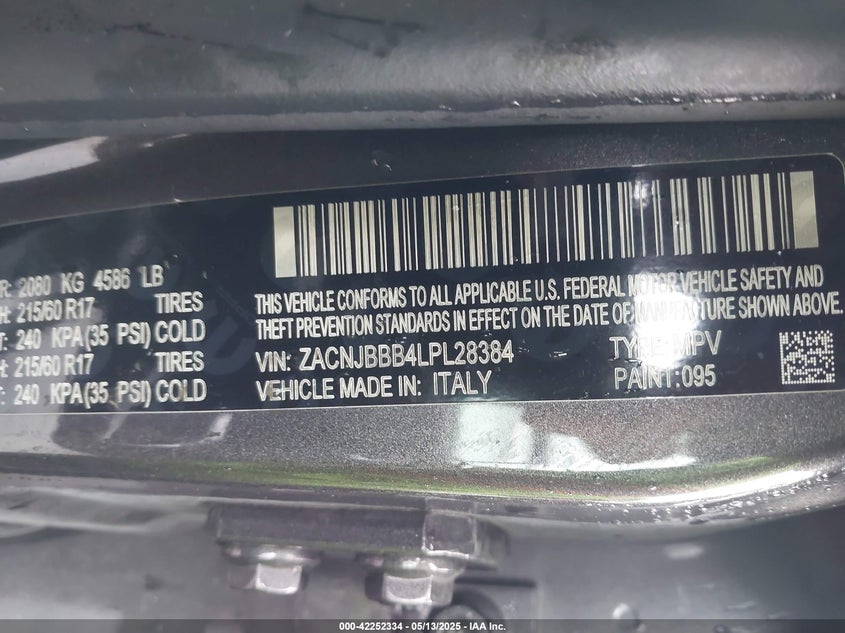 R: 2080 KG 4586 LB
H: 215/60 R17 TIRES
T: 240 KPA(35 PSI) COLD
H: 215/60 R17 TIRES
T: 240 KPA(35 PSI) COLD
THIS VEHICLE CONFORMS TO ALL APPLICABLE U.S. FEDERAL MOTOR VEHICLE SAFETY AND
THEFT PREVENTION STANDARDS IN EFFECT ON THE DATE OF MANUFACTURE SHOWN ABOVE.
VIN: ZACNJBBB4LPL28384 TYPE: MPV
VEHICLE MADE IN: ITALY PAINT:095
000-42252334 - 05/13/2025 - IAA Inc.